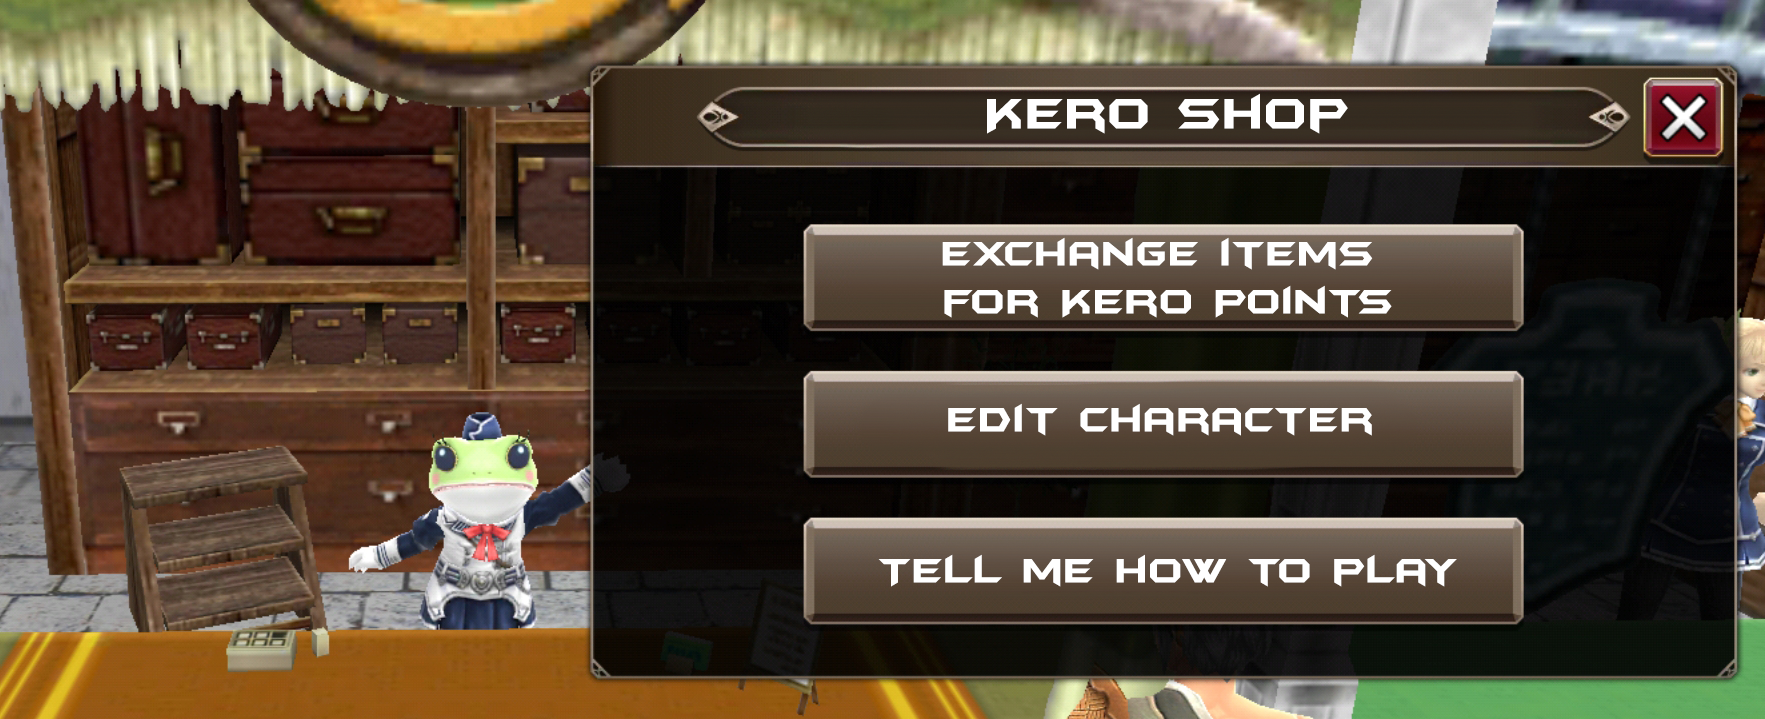 KERO SHOP
EXCHANGE ITEMS
FOR KERO POINTS
EDIT CHARACTER
TELL ME HOW TO PLAY